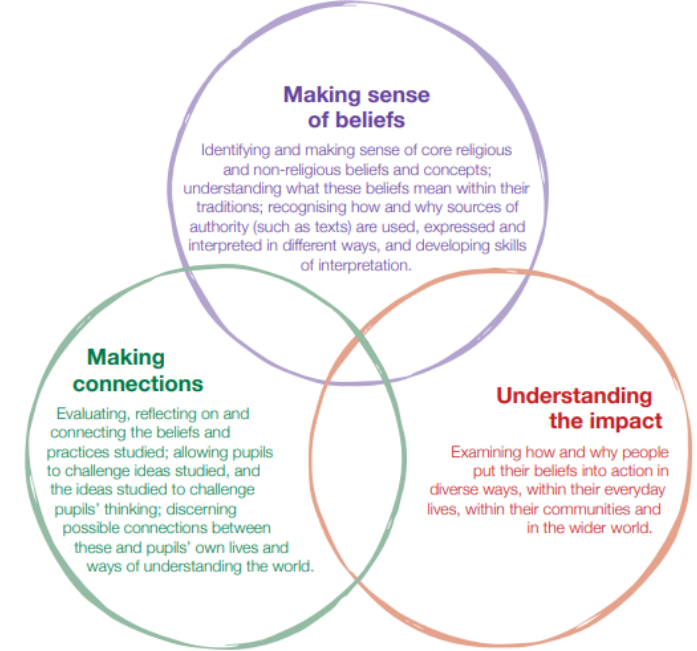 Making sense
of beliefs
Identifying and making sense of core religious
and non-religious beliefs and concepts;
understanding what these beliefs mean within their
traditions; recognising how and why sources of
authority (such as texts) are used, expressed and
interpreted in different ways, and developing skills
of interpretation.
Making
connections
Evaluating, reflecting on and
connecting the beliefs and
practices studied; allowing pupils
to challenge ideas studied, and
the ideas studied to challenge
pupils' thinking; discerning
possible connections between
these and pupils' own lives and
ways of understanding the world.
Understanding
the impact
Examining how and why people
put their beliefs into action in
diverse ways, within their everyday
lives, within their communities and
in the wider world.